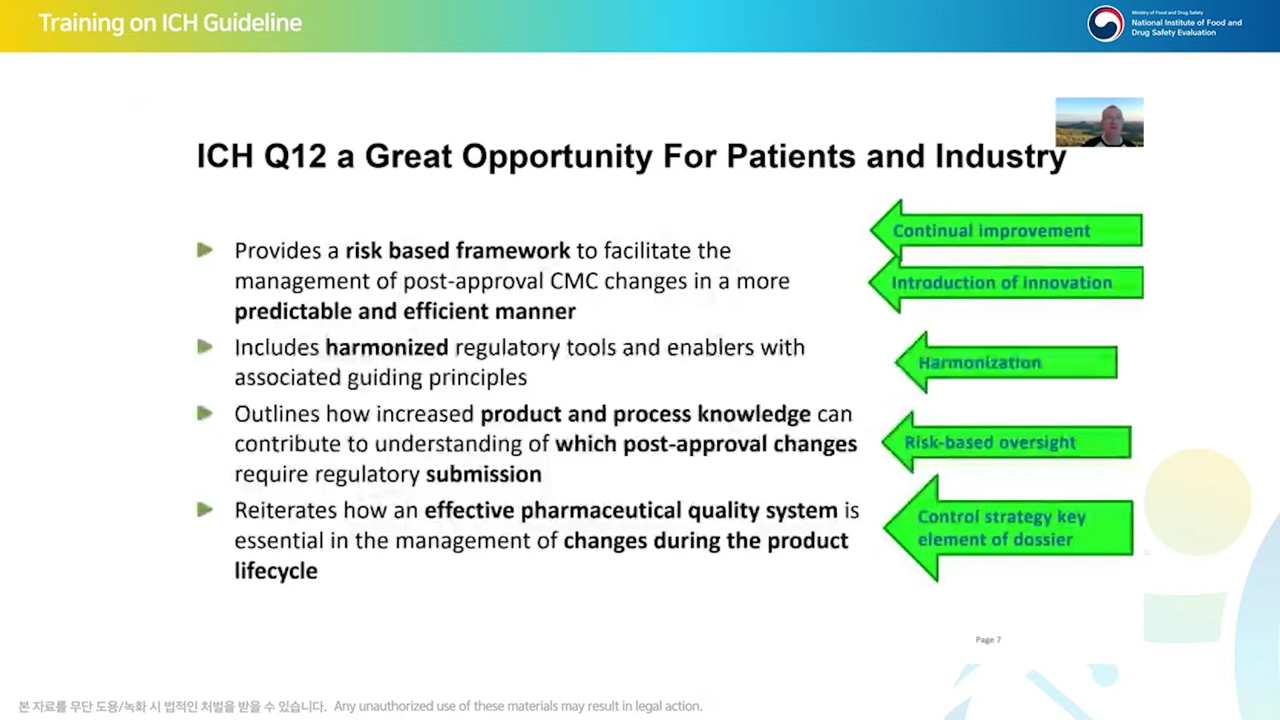 Training on ICH Guideline
Ministry of Food and Drug Safety
National Institute of Food and
Drug Safety Evaluation
ICH Q12 a Great Opportunity For Patients and Industry
Provides a risk based framework to facilitate the
management of post-approval CMC changes in a more
predictable and efficient manner
Includes harmonized regulatory tools and enablers with
associated guiding principles
Outlines how increased product and process knowledge can
contribute to understanding of which post-approval changes
require regulatory submission
Reiterates how an effective pharmaceutical quality system is
essential in the management of changes during the product
lifecycle
Continual improvement
Introduction of innovation
Harmonization
Risk-based oversight
Control strategy key
element of dossier
Page 7
본 자료를 무단 도용/녹화 시 법적인 처벌을 받을 수 있습니다. Any unauthorized use of these materials may result in legal action.